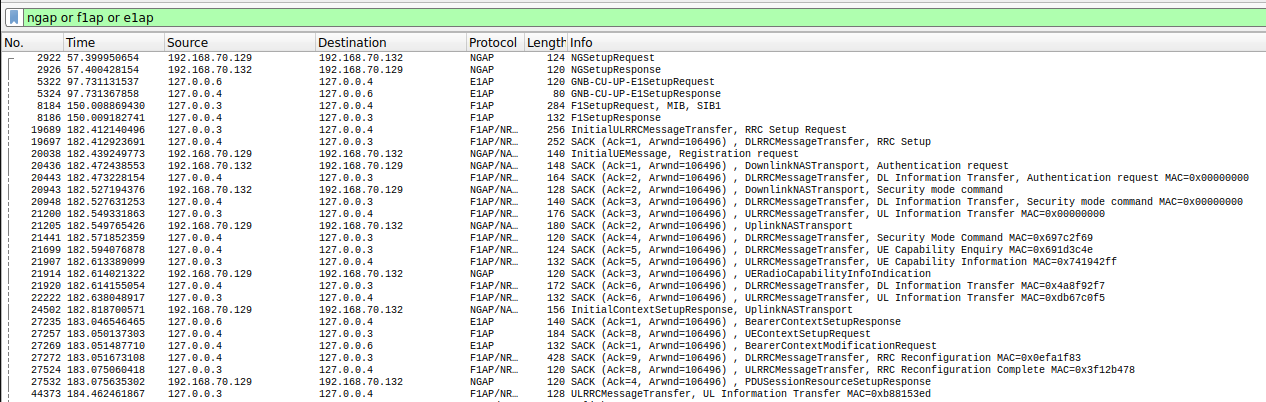 ngap or f1ap or e1ap
No. Time Source Destination Protocol Length Info
2922 57.399950654 192.168.70.129 192.168.70.132 NGAP 124 NGSetupRequest
2926 57.400428154 192.168.70.132 192.168.70.129 NGAP 120 NGSetupResponse
5322 97.731131537 127.0.0.6 127.0.0.4 E1AP 120 GNB-CU-UP-E1SetupRequest
5324 97.731367858 127.0.0.4 127.0.0.6 E1AP 80 GNB-CU-UP-E1SetupResponse
8184 150.008869430 127.0.0.3 127.0.0.4 F1AP 284 F1SetupRequest, MIB, SIB1
8186 150.009182741 127.0.0.4 127.0.0.3 F1AP 132 F1SetupResponse
19689 182.412140496 127.0.0.3 127.0.0.4 F1AP/NR… 256 InitialULRRCMessageTransfer, RRC Setup Request
19697 182.412923691 127.0.0.4 127.0.0.3 F1AP/NR… 252 SACK (Ack=1, Arwnd=106496) , DLRRCMessageTransfer, RRC Setup
20038 182.439249773 192.168.70.129 192.168.70.132 NGAP/NA… 140 InitialUEMessage, Registration request
20436 182.472438553 192.168.70.132 192.168.70.129 NGAP/NA… 148 SACK (Ack=1, Arwnd=106496) , DownlinkNASTransport, Authentication request
20443 182.473228154 127.0.0.4 127.0.0.3 F1AP/NR… 164 SACK (Ack=2, Arwnd=106496) , DLRRCMessageTransfer, DL Information Transfer, Authentication request MAC=0x00000000
20943 182.527194376 192.168.70.132 192.168.70.129 NGAP/NA… 128 SACK (Ack=2, Arwnd=106496) , DownlinkNASTransport, Security mode command
20948 182.527631253 127.0.0.4 127.0.0.3 F1AP/NR… 140 SACK (Ack=3, Arwnd=106496) , DLRRCMessageTransfer, DL Information Transfer, Security mode command MAC=0x00000000
21200 182.549331863 127.0.0.3 127.0.0.4 F1AP/NR… 176 SACK (Ack=3, Arwnd=106496) , ULRRCMessageTransfer, UL Information Transfer MAC=0x00000000
21205 182.549765426 192.168.70.129 192.168.70.132 NGAP/NA… 180 SACK (Ack=2, Arwnd=106496) , UplinkNASTransport
21441 182.571852359 127.0.0.4 127.0.0.3 F1AP/NR… 120 SACK (Ack=4, Arwnd=106496) , DLRRCMessageTransfer, Security Mode Command MAC=0x697c2f69
21699 182.594076878 127.0.0.4 127.0.0.3 F1AP/NR… 124 SACK (Ack=5, Arwnd=106496) , DLRRCMessageTransfer, UE Capability Enquiry MAC=0x691d3c4e
21907 182.613389099 127.0.0.3 127.0.0.4 F1AP/NR… 132 SACK (Ack=5, Arwnd=106496) , ULRRCMessageTransfer, UE Capability Information MAC=0x741942ff
21914 182.614021322 192.168.70.129 192.168.70.132 NGAP 120 SACK (Ack=3, Arwnd=106496) , UERadioCapabilityInfoIndication
21920 182.614155054 127.0.0.4 127.0.0.3 F1AP/NR… 172 SACK (Ack=6, Arwnd=106496) , DLRRCMessageTransfer, DL Information Transfer MAC=0x4a8f92f7
22222 182.638048917 127.0.0.3 127.0.0.4 F1AP/NR… 132 SACK (Ack=6, Arwnd=106496) , ULRRCMessageTransfer, UL Information Transfer MAC=0xdb67c0f5
24502 182.818700571 192.168.70.129 192.168.70.132 NGAP/NA… 156 InitialContextSetupResponse, UplinkNASTransport
27235 183.046546465 127.0.0.6 127.0.0.4 E1AP 140 SACK (Ack=1, Arwnd=106496) , BearerContextSetupResponse
27257 183.050137303 127.0.0.4 127.0.0.3 F1AP 184 SACK (Ack=8, Arwnd=106496) , UEContextSetupRequest
27269 183.051487710 127.0.0.4 127.0.0.6 E1AP 132 SACK (Ack=1, Arwnd=106496) , BearerContextModificationRequest
27272 183.051673108 127.0.0.4 127.0.0.3 F1AP/NR… 428 SACK (Ack=9, Arwnd=106496) , DLRRCMessageTransfer, RRC Reconfiguration MAC=0x0efa1f83
27524 183.075060418 127.0.0.3 127.0.0.4 F1AP/NR… 120 SACK (Ack=8, Arwnd=106496) , ULRRCMessageTransfer, RRC Reconfiguration Complete MAC=0x3f12b478
27532 183.075635302 192.168.70.129 192.168.70.132 NGAP 120 SACK (Ack=4, Arwnd=106496) , PDUSessionResourceSetupResponse
44373 184.462461867 127.0.0.3 127.0.0.4 F1AP/NR… 128 ULRRCMessageTransfer, UL Information Transfer MAC=0xb88153ed